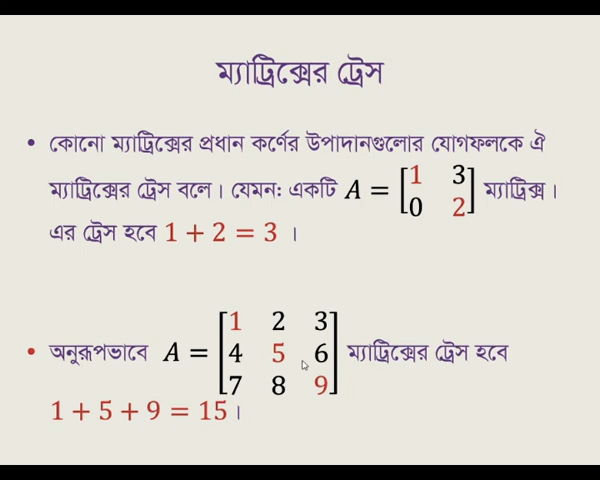 ম্যাট্রিক্সের ট্রেস
• কোনো ম্যাট্রিক্সের প্রধান কর্ণের উপাদানগুলোর যোগফলকে ঐ
ম্যাট্রিক্সের ট্রেস বলে। যেমন: একটি A = [1 3; 0 2] ম্যাট্রিক্স।
এর ট্রেস হবে 1 + 2 = 3 ।
• অনুরূপভাবে A = [1 2 3; 4 5 6; 7 8 9] ম্যাট্রিক্সের ট্রেস হবে
1 + 5 + 9 = 15।